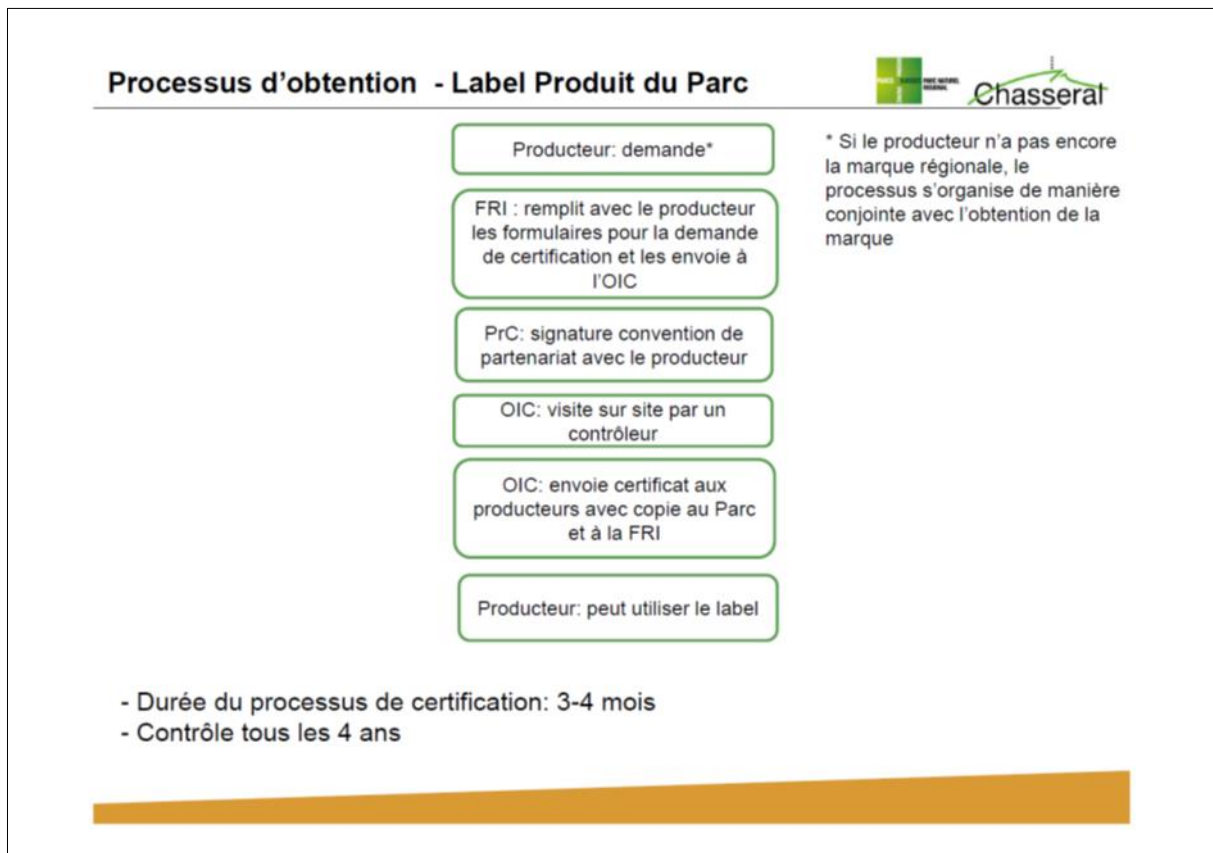 Processus d'obtention - Label Produit du Parc
PARC NATUREL
REGIONAL
Chasseral
Producteur: demande*
* Si le producteur n'a pas encore
la marque régionale, le
processus s'organise de manière
conjointe avec l'obtention de la
marque
FRI : remplit avec le producteur
les formulaires pour la demande
de certification et les envoie à
l'OIC
PrC: signature convention de
partenariat avec le producteur
OIC: visite sur site par un
contrôleur
OIC: envoie certificat aux
producteurs avec copie au Parc
et à la FRI
Producteur: peut utiliser le label
- Durée du processus de certification: 3-4 mois
- Contrôle tous les 4 ans